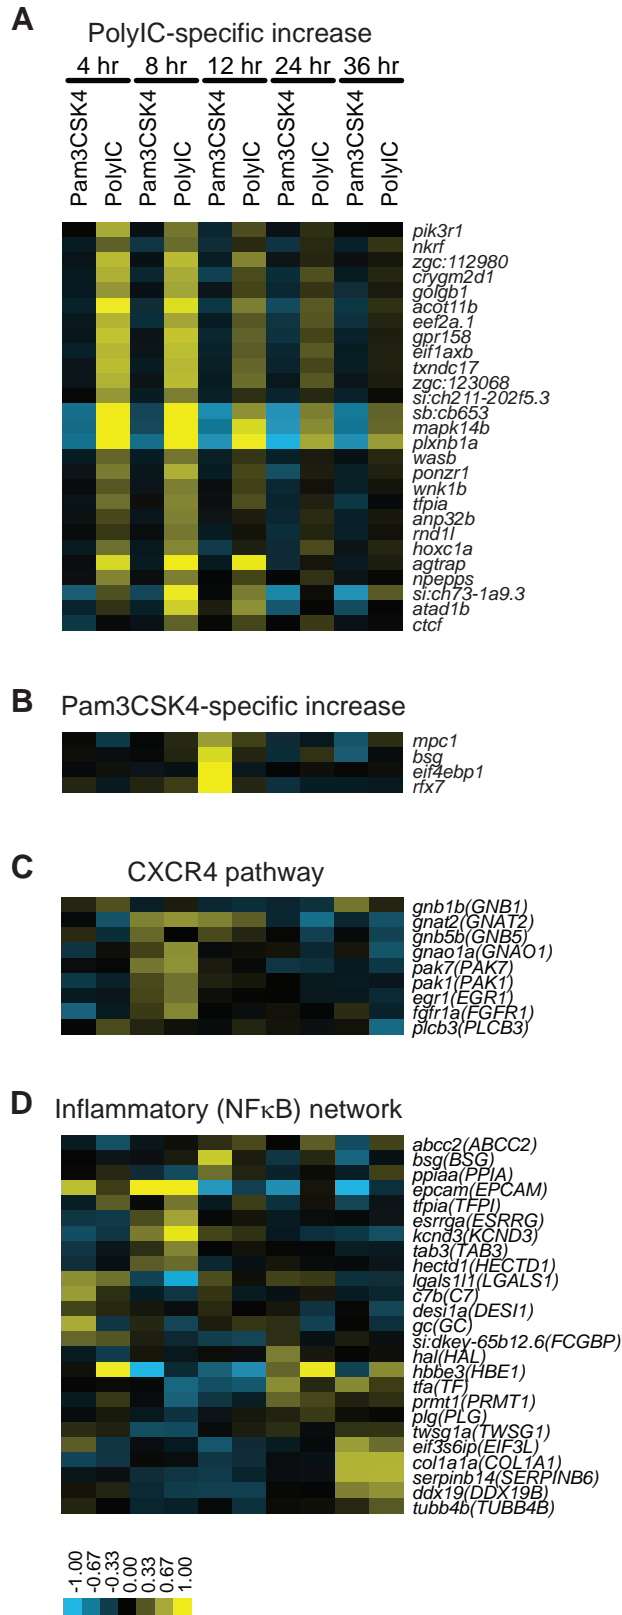 A
PolyIC-specific increase
4 hr 8 hr 12 hr 24 hr 36 hr
Pam3CSK4 PolyIC Pam3CSK4 PolyIC Pam3CSK4 PolyIC Pam3CSK4 PolyIC Pam3CSK4 PolyIC
pik3r1
nkrf
zgc:112980
crygm2d1
golgb1
acot11b
eef2a.1
gpr158
eif1axb
txndc17
zgc:123068
si:ch211-202f5.3
sb:cb653
mapk14b
plxnb1a
wasb
ponzr1
wnk1b
tfpia
anp32b
rnd1l
hoxc1a
agtrap
npepps
si:ch73-1a9.3
atad1b
ctcf
B Pam3CSK4-specific increase
mpc1
bsg
eif4ebp1
rfx7
C CXCR4 pathway
gnb1b(GNB1)
gnat2(GNAT2)
gnb5b(GNB5)
gnao1a(GNAO1)
pak7(PAK7)
pak1(PAK1)
egr1(EGR1)
fgfr1a(FGFR1)
plcb3(PLCB3)
D Inflammatory (NFκB) network
abcc2(ABCC2)
bsg(BSG)
ppiaa(PPIA)
epcam(EPCAM)
tfpia(TFPI)
esrrga(ESRRG)
kcnd3(KCND3)
tab3(TAB3)
hectd1(HECTD1)
lgals1l1(LGALS1)
c7b(C7)
desi1a(DESI1)
gc(GC)
si:dkey-65b12.6(FCGBP)
hal(HAL)
hbbe3(HBE1)
tfa(TF)
prmt1(PRMT1)
plg(PLG)
twsg1a(TWSG1)
eif3s6ip(EIF3L)
col1a1a(COL1A1)
serpinb14(SERPINB6)
ddx19(DDX19B)
tubb4b(TUBB4B)
-1.00 -0.67 -0.33 0.00 0.33 0.67 1.00